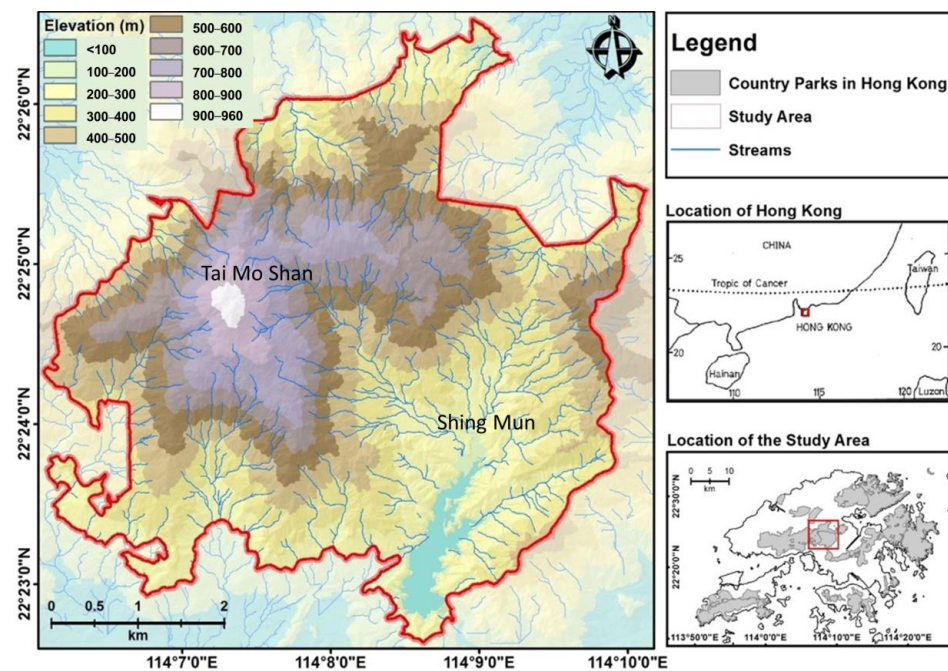 Elevation (m)
<100
100–200
200–300
300–400
400–500
500–600
600–700
700–800
800–900
900–960
N
22°26'0"N
22°25'0"N
22°24'0"N
22°23'0"N
Tai Mo Shan
Shing Mun
0 0.5 1 2
km
114°7'0"E 114°8'0"E 114°9'0"E 114°10'0"E
Legend
Country Parks in Hong Kong
Study Area
Streams
Location of Hong Kong
CHINA
25
Taiwan
Tropic of Cancer
HONG KONG
20
20
Hainan
110
115
120
Luzon
Location of the Study Area
0 5 10
km
22°30'N
22°20'0"N
113°50'0"E 114°0'E 114°10'0"E 114°20'0"E